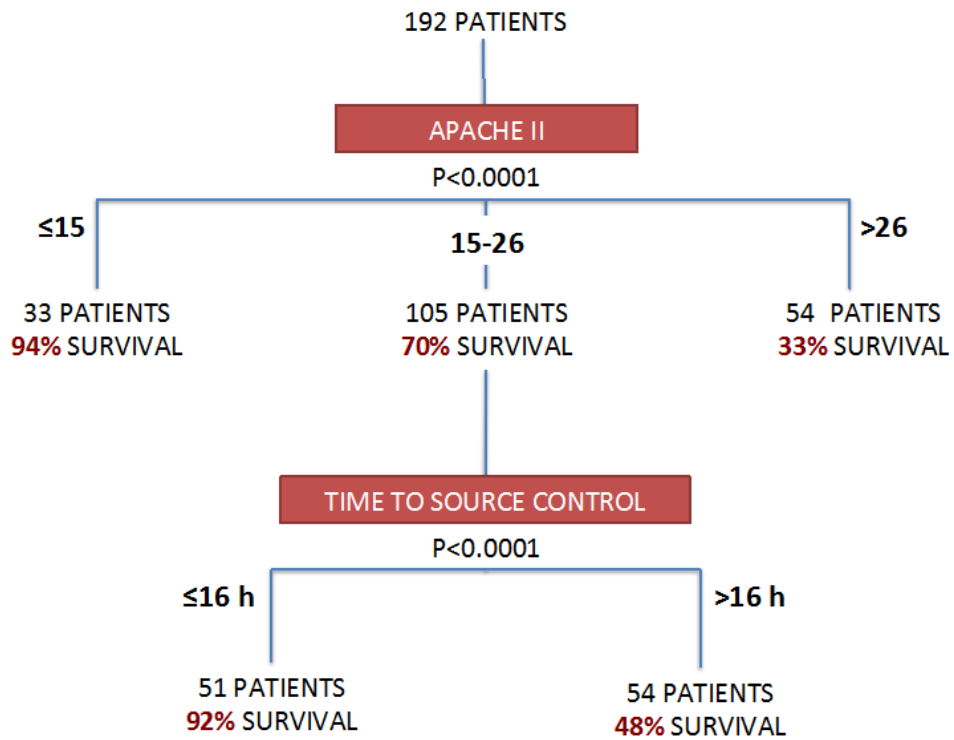 192 PATIENTS
APACHE II
P<0.0001
≤15
15-26
>26
33 PATIENTS
94% SURVIVAL
105 PATIENTS
70% SURVIVAL
54 PATIENTS
33% SURVIVAL
TIME TO SOURCE CONTROL
P<0.0001
≤16 h
>16 h
51 PATIENTS
92% SURVIVAL
54 PATIENTS
48% SURVIVAL